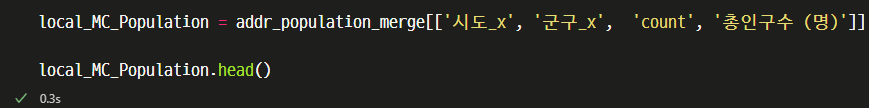 local_MC_Population = addr_population_merge[['시도_x', '군구_x',  'count', '총인구수 (명)']]
local_MC_Population.head()
✓ 0.3s